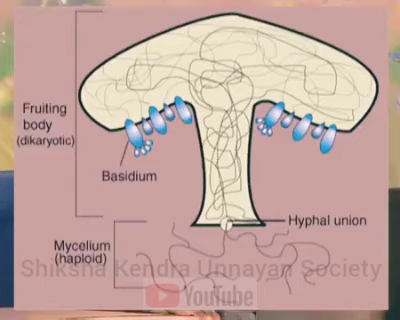 Fruiting
body
(dikaryotic)
Basidium
Hyphal union
Mycelium
(haploid)
Shiksha Kendra Unnayan Society
YouTube